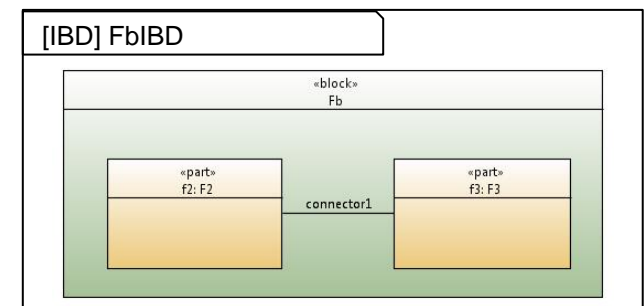 [IBD] FbIBD
«block»
Fb
«part»
f2: F2
«part»
f3: F3
connector1